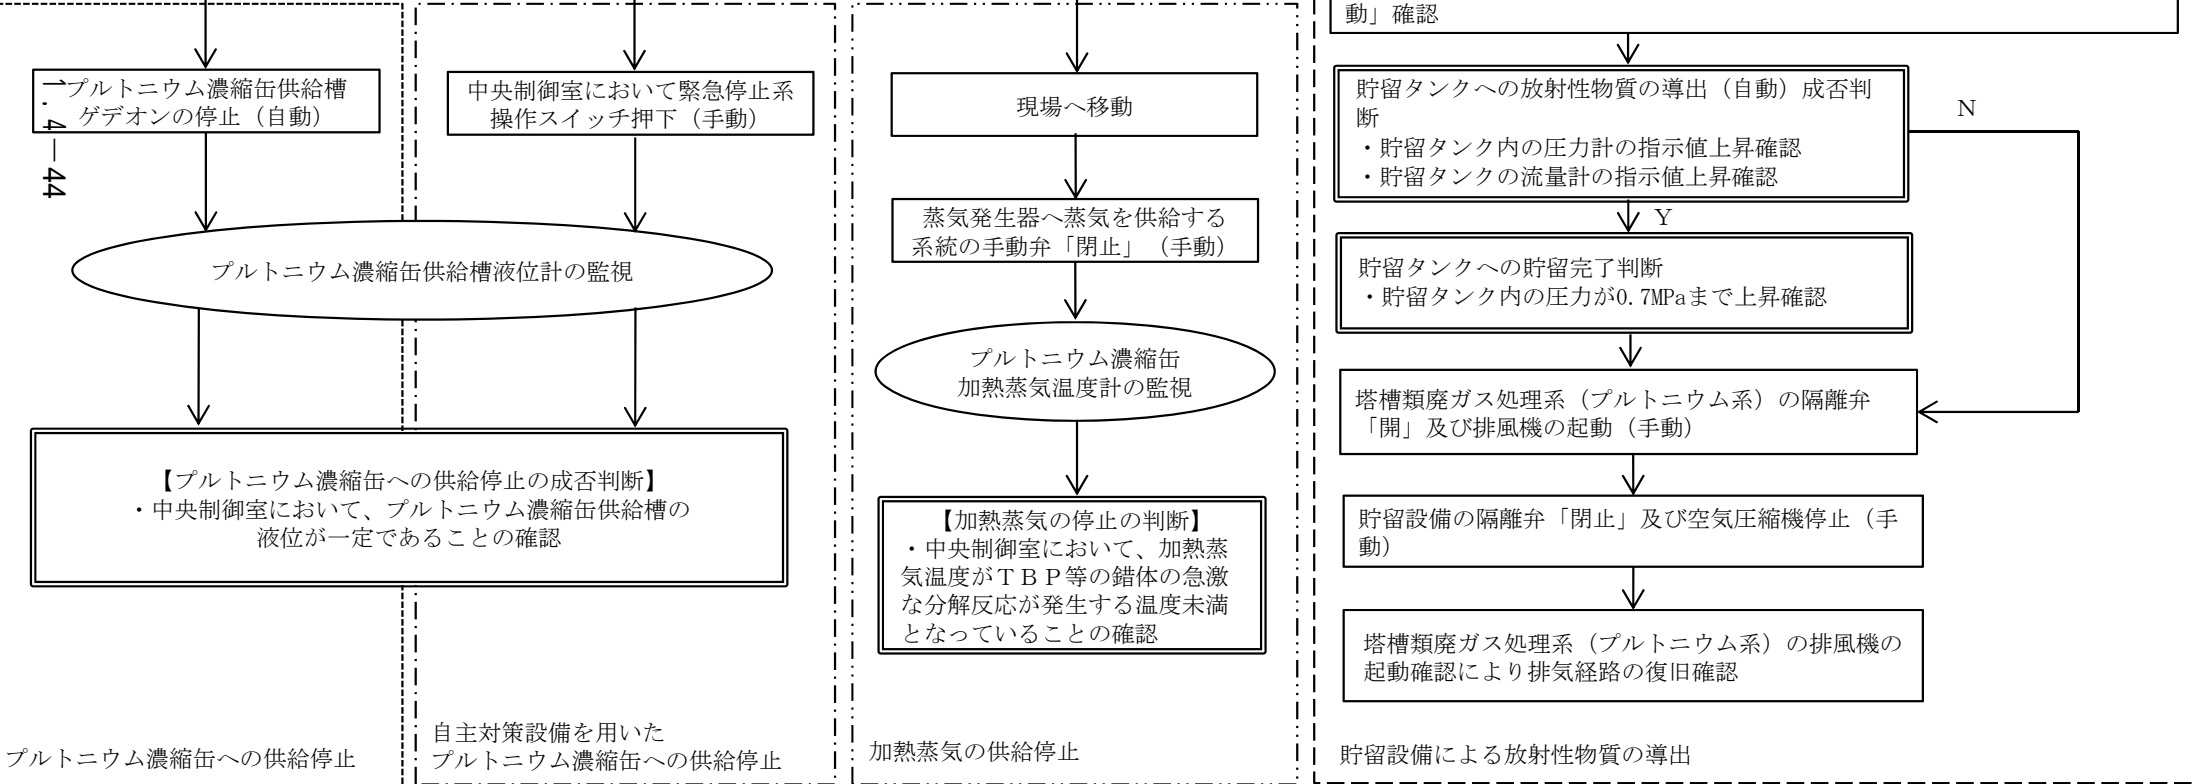 プルトニウム濃縮缶供給槽
ゲデオンの停止（自動）
1．4－44
中央制御室において緊急停止系
操作スイッチ押下（手動）
プルトニウム濃縮缶供給槽液位計の監視
【プルトニウム濃縮缶への供給停止の成否判断】
・中央制御室において、プルトニウム濃縮缶供給槽の
液位が一定であることの確認
プルトニウム濃縮缶への供給停止
自主対策設備を用いた
プルトニウム濃縮缶への供給停止
現場へ移動
蒸気発生器へ蒸気を供給する
系統の手動弁「閉止」（手動）
プルトニウム濃縮缶
加熱蒸気温度計の監視
【加熱蒸気の停止の判断】
・中央制御室において、加熱蒸
気温度がＴＢＰ等の錯体の急激
な分解反応が発生する温度未満
となっていることの確認
加熱蒸気の供給停止
動」確認
貯留タンクへの放射性物質の導出（自動）成否判
断
・貯留タンク内の圧力計の指示値上昇確認
・貯留タンクの流量計の指示値上昇確認
N
Y
貯留タンクへの貯留完了判断
・貯留タンク内の圧力が0.7MPaまで上昇確認
塔槽類廃ガス処理系（プルトニウム系）の隔離弁
「開」及び排風機の起動（手動）
貯留設備の隔離弁「閉止」及び空気圧縮機停止（手
動）
塔槽類廃ガス処理系（プルトニウム系）の排風機の
起動確認により排気経路の復旧確認
貯留設備による放射性物質の導出